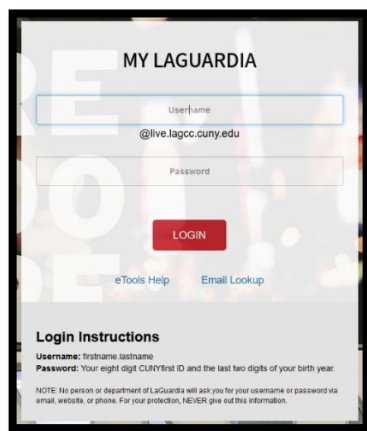 MY LAGUARDIA
Username
@live.lagcc.cuny.edu
Password
LOGIN
eTools Help Email Lookup
Login Instructions
Username: firstname.lastname
Password: Your eight digit CUNYfirst ID and the last two digits of your birth year.
NOTE: No person or department of LaGuardia will ask you for your username or password via
email, website, or phone. For your protection, NEVER give out this information.